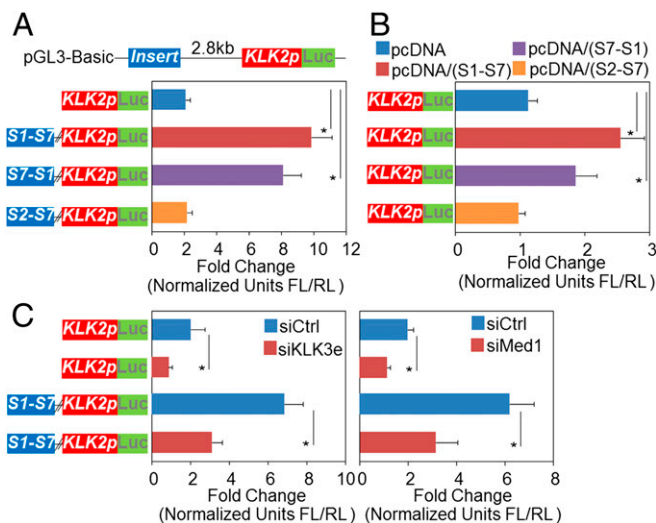 A
pGL3-Basic Insert 2.8kb KLK2p Luc
KLK2p Luc
S1-S7 KLK2p Luc
S7-S1 KLK2p Luc
S2-S7 KLK2p Luc
*
*
0 2 4 6 8 10 12
Fold Change
(Normalized Units FL/RL)
B
pcDNA pcDNA/(S7-S1)
pcDNA/(S1-S7) pcDNA/(S2-S7)
KLK2p Luc
KLK2p Luc
KLK2p Luc
KLK2p Luc
*
*
0 1 2 3
Fold Change
(Normalized Units FL/RL)
C
KLK2p Luc
KLK2p Luc
S1-S7 KLK2p Luc
S1-S7 KLK2p Luc
siCtrl
siKLK3e
*
*
0 2 4 6 8 10
Fold Change
(Normalized Units FL/RL)
siCtrl
siMed1
*
*
0 2 4 6 8
Fold Change
(Normalized Units FL/RL)